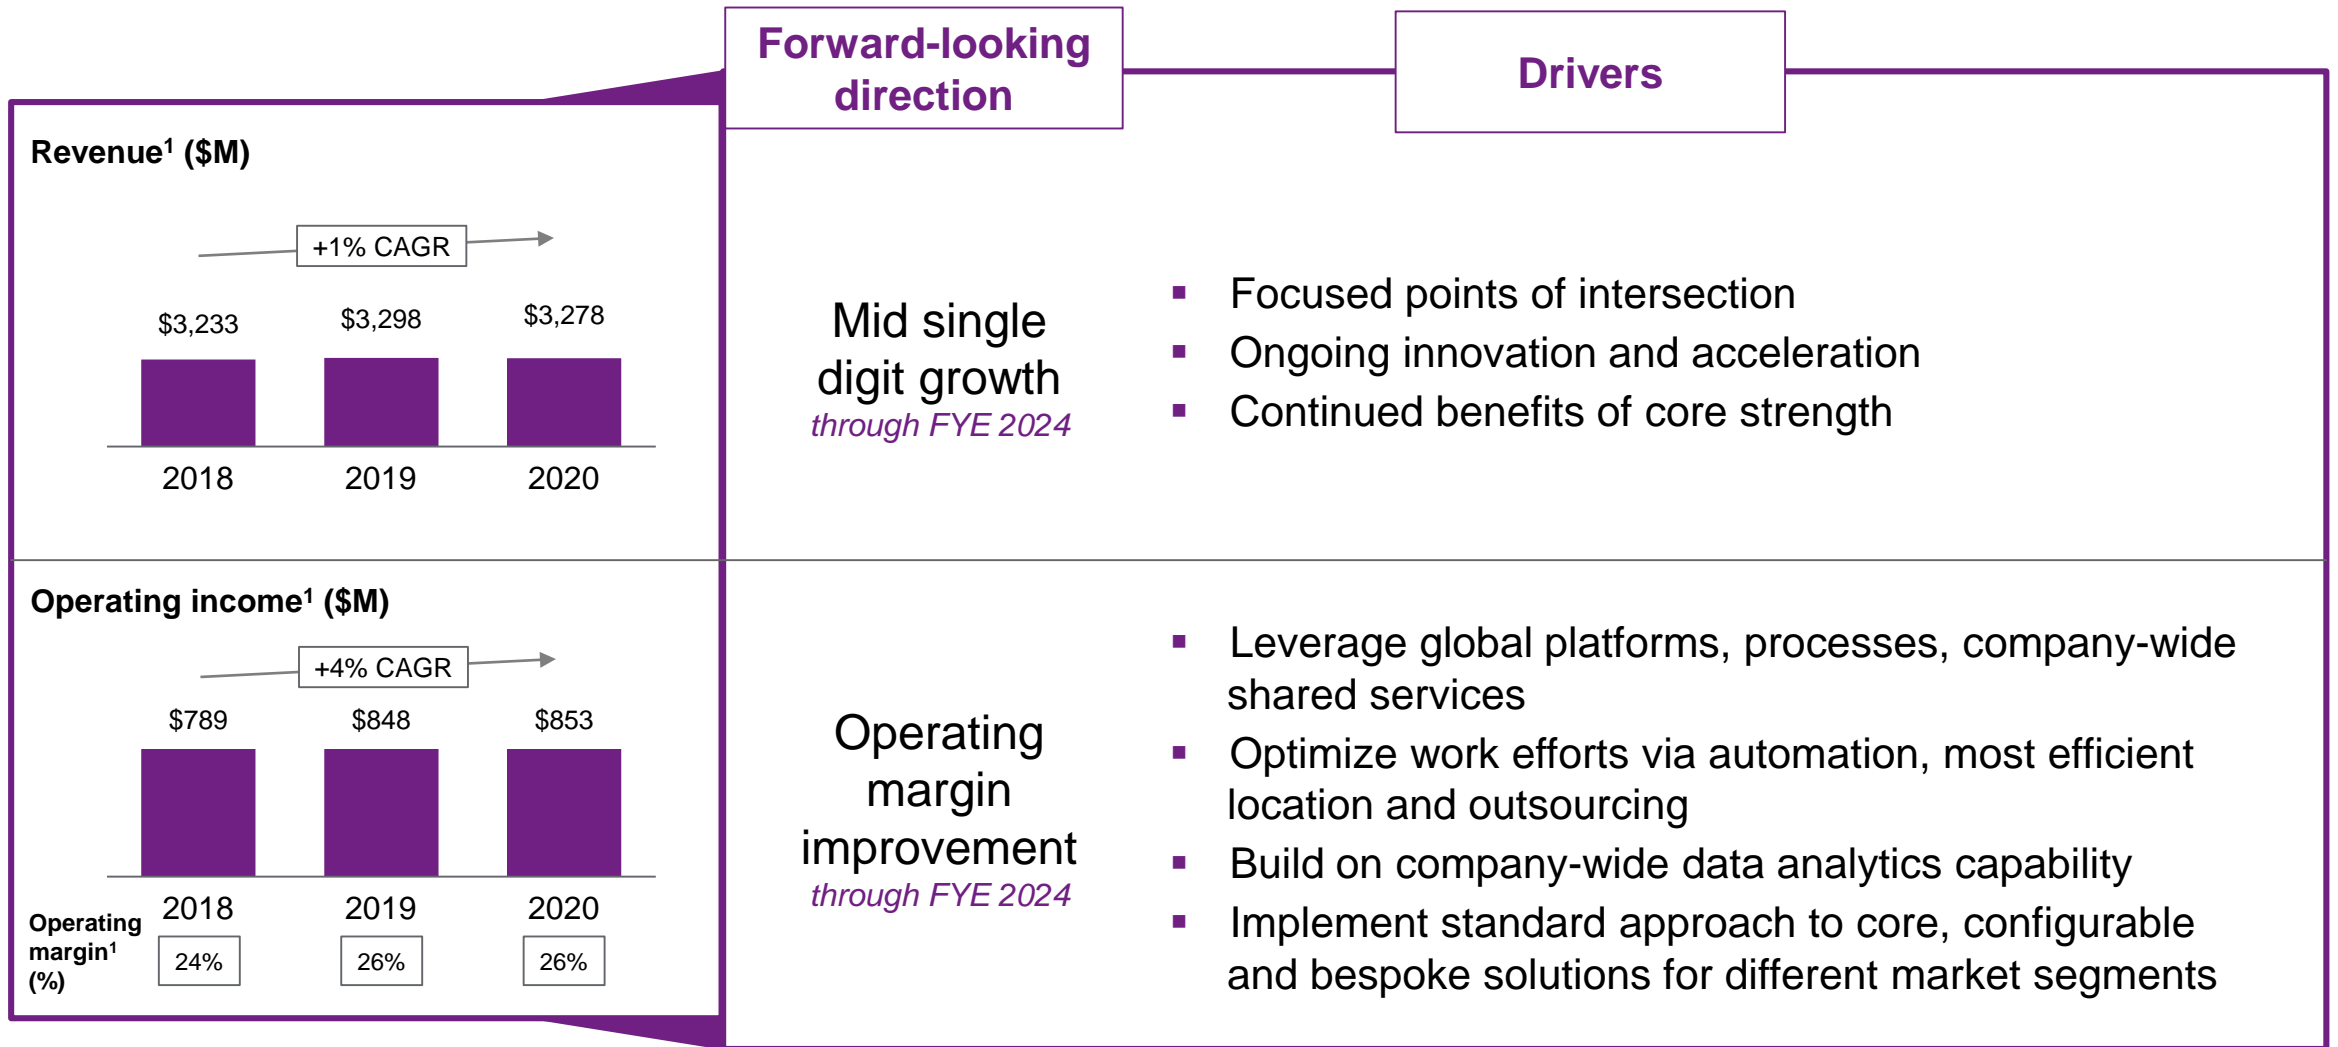 Forward-looking
direction
Drivers
Revenue¹ ($M)
+1% CAGR
$3,233
$3,298
$3,278
2018
2019
2020
Mid single
digit growth
through FYE 2024
▪ Focused points of intersection
▪ Ongoing innovation and acceleration
▪ Continued benefits of core strength
Operating income¹ ($M)
+4% CAGR
$789
$848
$853
2018
2019
2020
Operating
margin¹
(%)
24%
26%
26%
Operating
margin
improvement
through FYE 2024
▪ Leverage global platforms, processes, company-wide
shared services
▪ Optimize work efforts via automation, most efficient
location and outsourcing
▪ Build on company-wide data analytics capability
▪ Implement standard approach to core, configurable
and bespoke solutions for different market segments